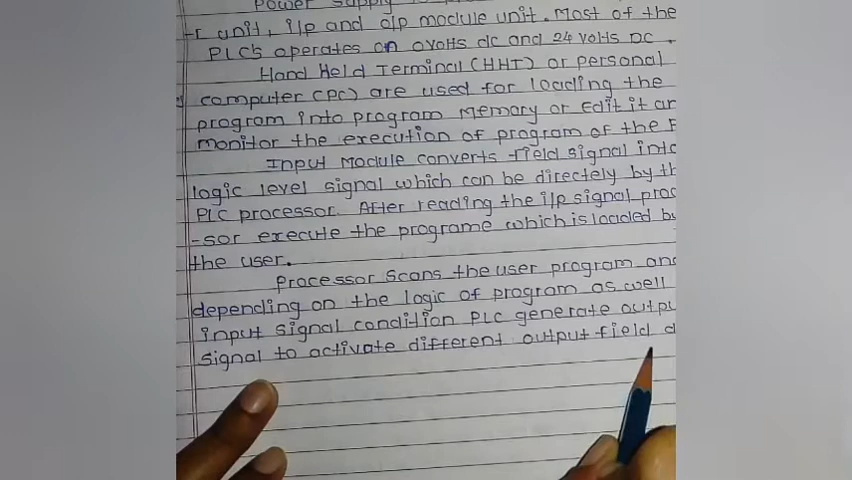 Power supply is
-r unit, i/p and o/p module unit. Most of the
PLC's operates on 0volts dc and 24 volts DC.
Hand Held Terminal (HHT) or personal
computer (PC) are used for loading the
program into program Memory or Edit it an
monitor the execution of program of the P
Input Module converts field signal into
logic level signal which can be directely by th
PLC processor. After reading the i/p signal proc
-sor execute the programe which is loaded by
the user.
Processor scans the user program and
depending on the logic of program as well
input signal condition PLC generate outpu
signal to activate different output field d